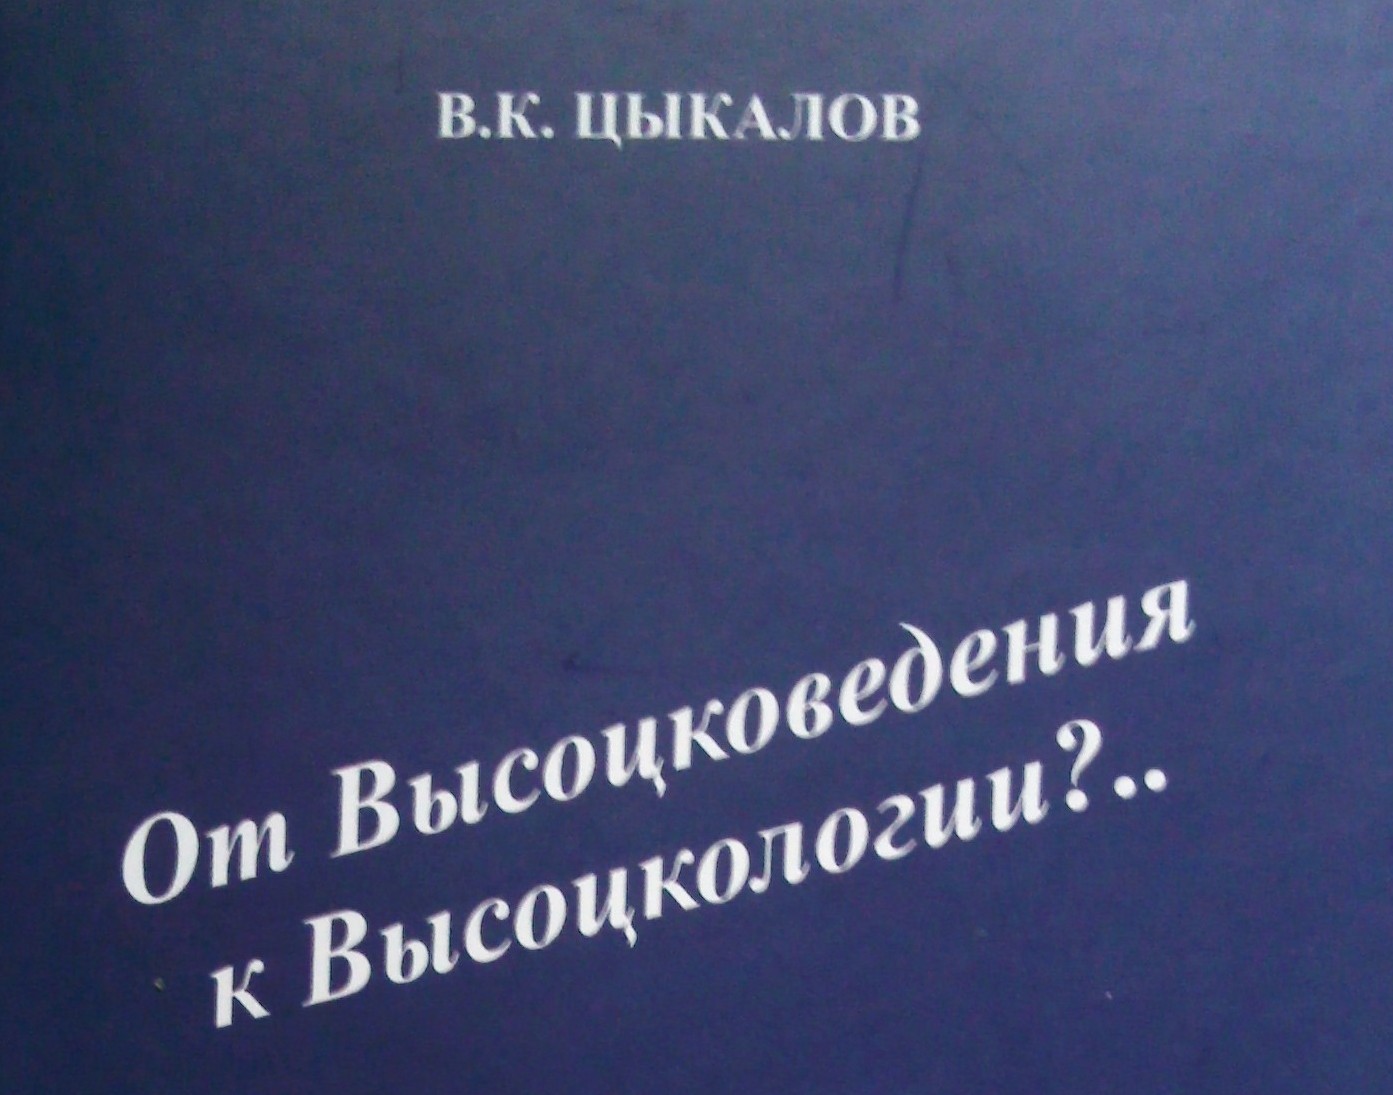 В.К. ЦЫКАЛОВ
От Высоцковедения
к Высоцкологии?..